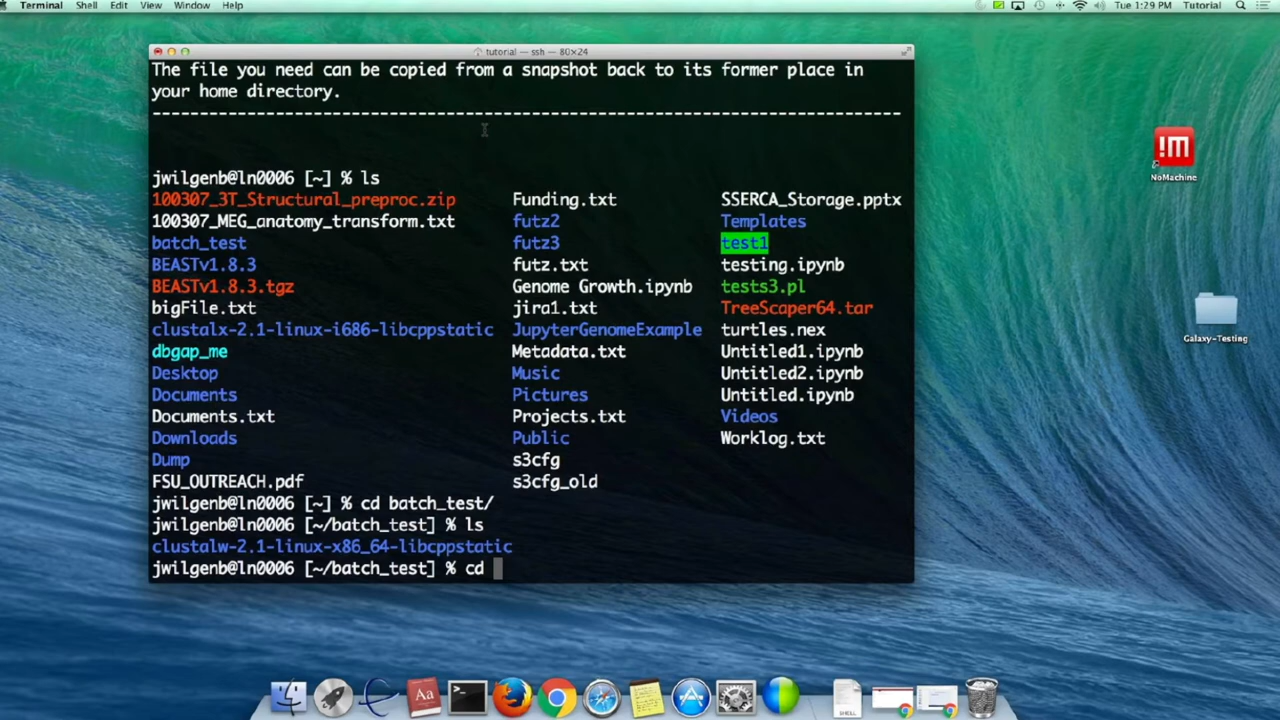 Terminal Shell Edit View Window Help Tue 1:29 PM Tutorial
tutorial — ssh — 80×24
The file you need can be copied from a snapshot back to its former place in
your home directory.
--------------------------------------------------------------------------------
jwilgenb@ln0006 [~] % ls
100307_3T_Structural_preproc.zip Funding.txt SSERCA_Storage.pptx
100307_MEG_anatomy_transform.txt futz2 Templates
batch_test futz3 test1
BEASTv1.8.3 futz.txt testing.ipynb
BEASTv1.8.3.tgz Genome Growth.ipynb tests3.pl
bigFile.txt jira1.txt TreeScaper64.tar
clustalx-2.1-linux-i686-libcppstatic JupyterGenomeExample turtles.nex
dbgap_me Metadata.txt Untitled1.ipynb
Desktop Music Untitled2.ipynb
Documents Pictures Untitled.ipynb
Documents.txt Projects.txt Videos
Downloads Public Worklog.txt
Dump s3cfg
FSU_OUTREACH.pdf s3cfg_old
jwilgenb@ln0006 [~] % cd batch_test/
jwilgenb@ln0006 [~/batch_test] % ls
clustalw-2.1-linux-x86_64-libcppstatic
jwilgenb@ln0006 [~/batch_test] % cd
!M
NoMachine
Galaxy-Testing
Aa
>_
SHELL